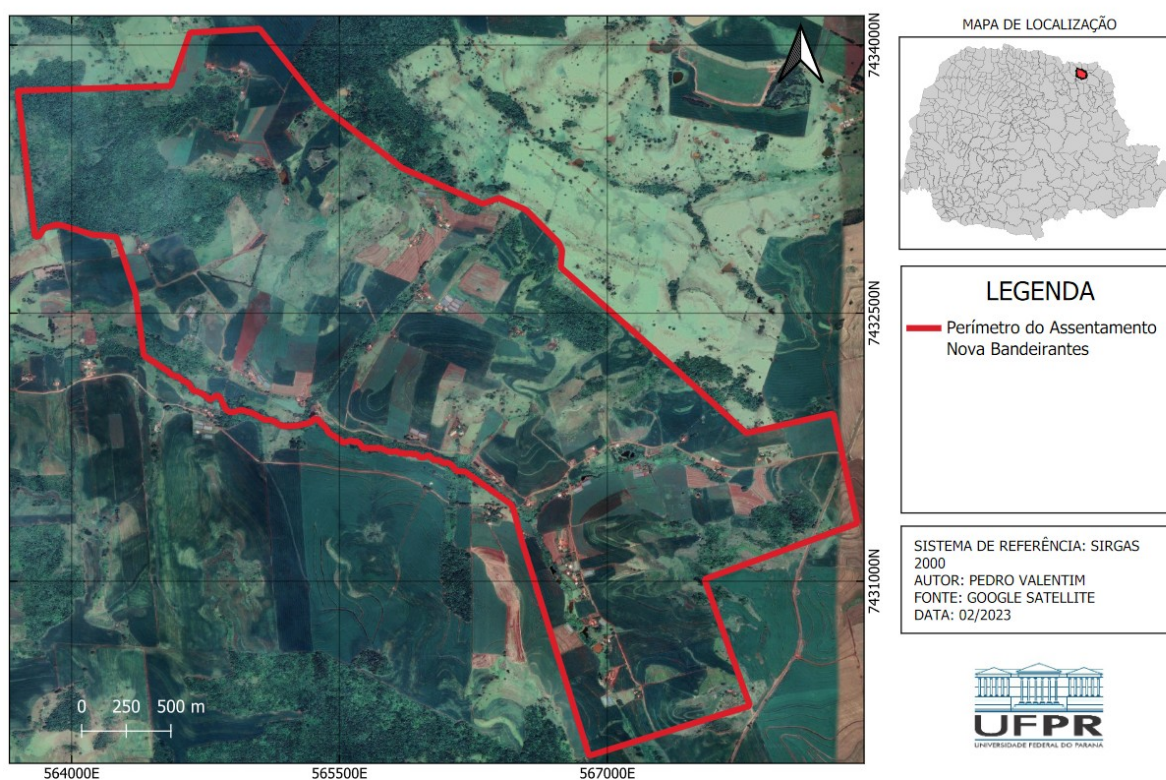 MAPA DE LOCALIZAÇÃO
7434000N
7432500N
7431000N
LEGENDA
Perímetro do Assentamento
Nova Bandeirantes
SISTEMA DE REFERÊNCIA: SIRGAS
2000
AUTOR: PEDRO VALENTIM
FONTE: GOOGLE SATELLITE
DATA: 02/2023
0 250 500 m
564000E 565500E 567000E
UFPR
UNIVERSIDADE FEDERAL DO PARANÁ